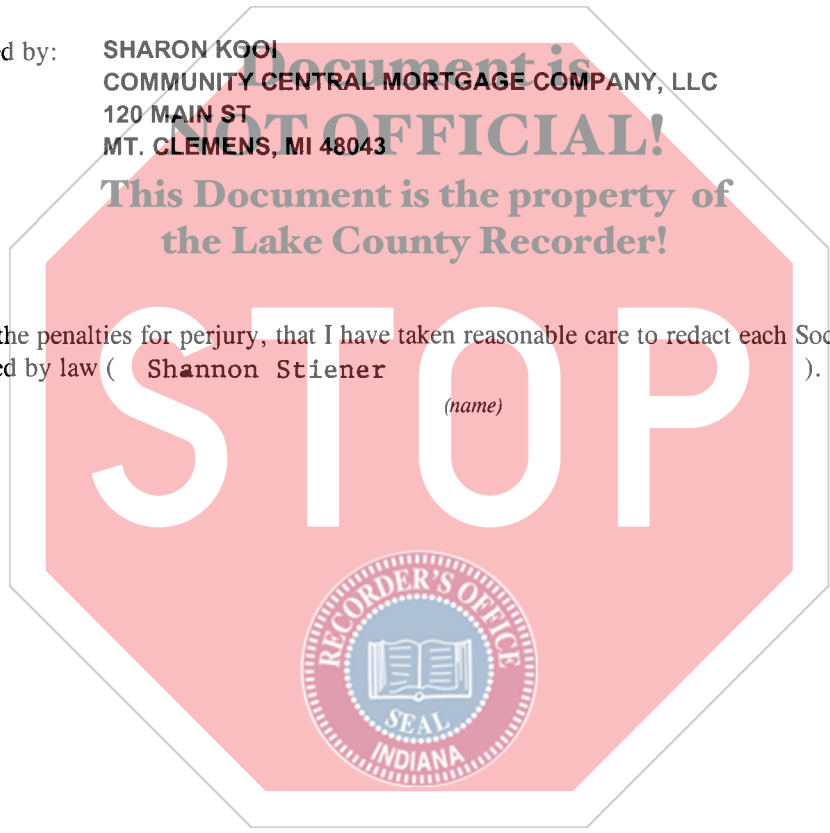 d by: SHARON KOOI
COMMUNITY CENTRAL MORTGAGE COMPANY, LLC
120 MAIN ST
MT. CLEMENS, MI 48043
Document is
NOT OFFICIAL!
This Document is the property of
the Lake County Recorder!
the penalties for perjury, that I have taken reasonable care to redact each Soc
ed by law ( Shannon Stiener ).
(name)
STOP
RECORDER'S OFFICE
SEAL
INDIANA